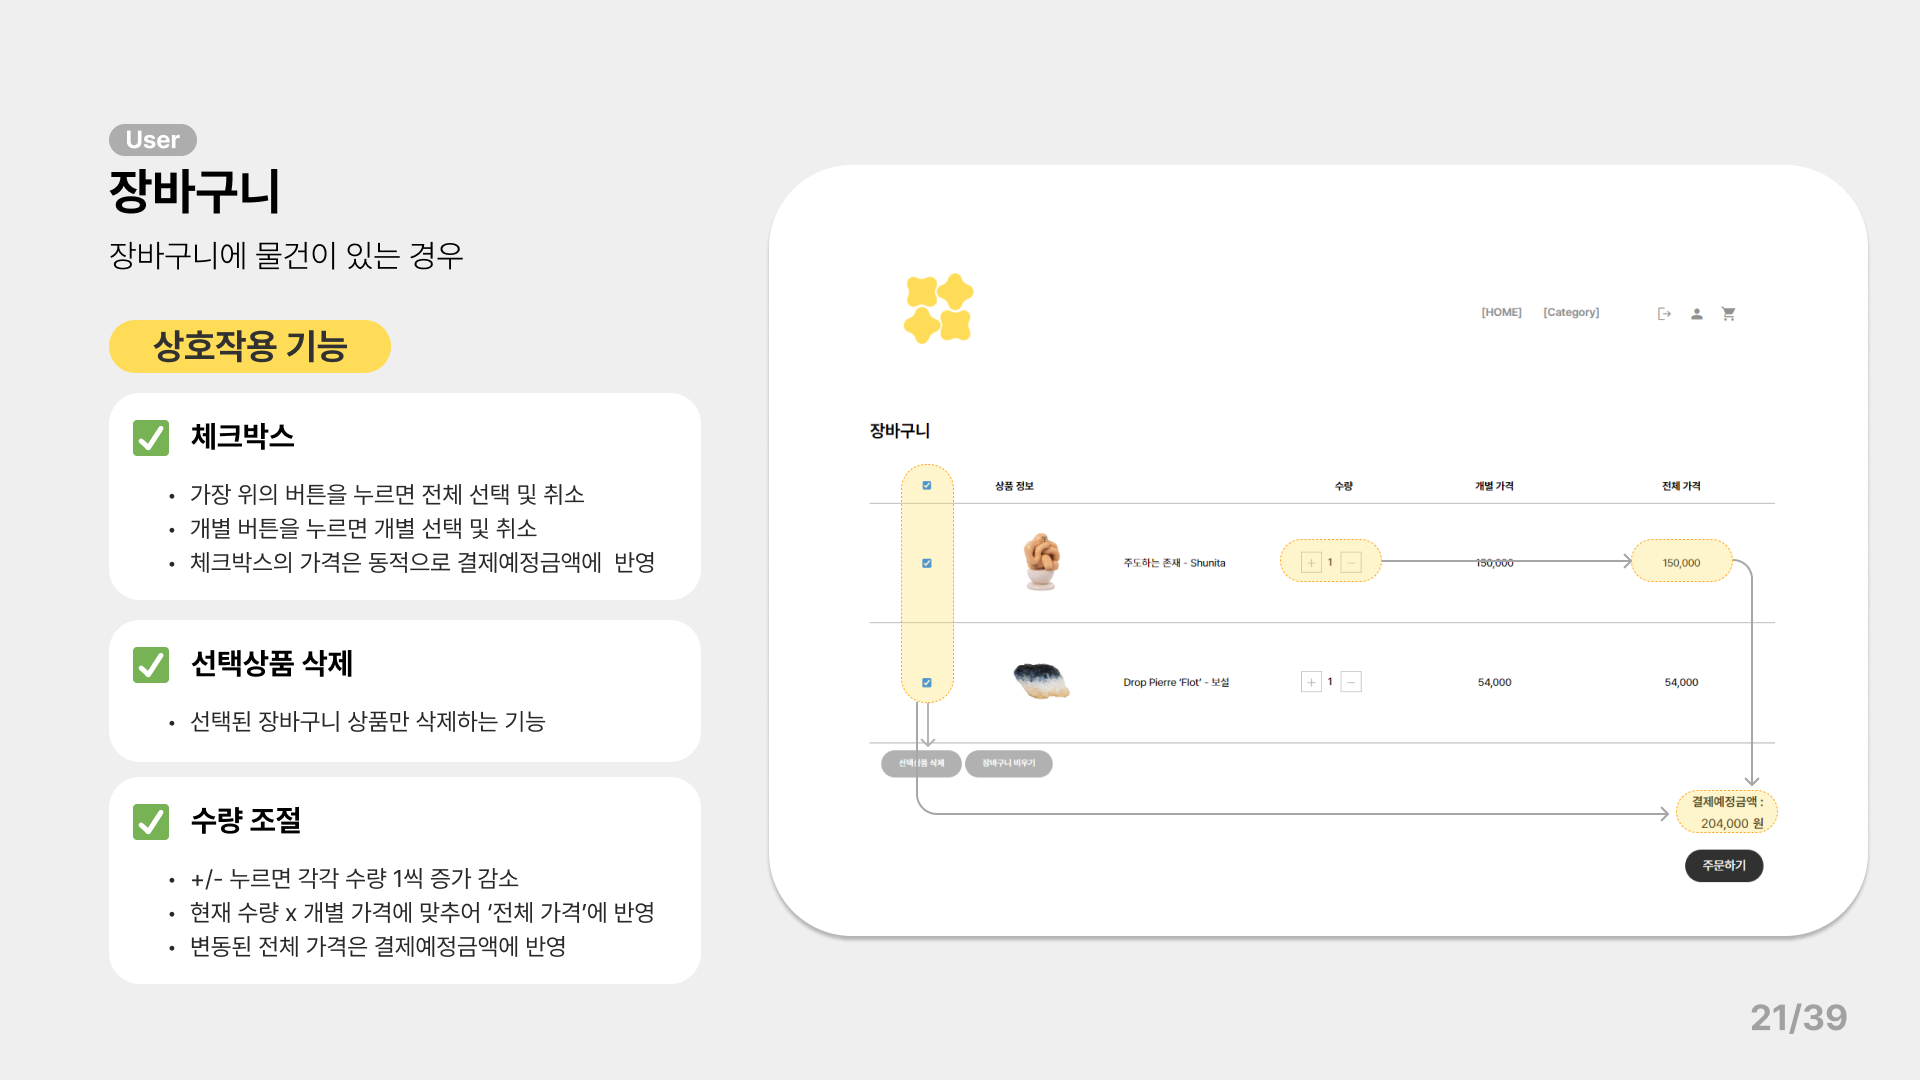 User
장바구니
장바구니에 물건이 있는 경우
상호작용 기능
체크박스
• 가장 위의 버튼을 누르면 전체 선택 및 취소
• 개별 버튼을 누르면 개별 선택 및 취소
• 체크박스의 가격은 동적으로 결제예정금액에 반영
선택상품 삭제
• 선택된 장바구니 상품만 삭제하는 기능
수량 조절
• +/- 누르면 각각 수량 1씩 증가 감소
• 현재 수량 x 개별 가격에 맞추어 ‘전체 가격’에 반영
• 변동된 전체 가격은 결제예정금액에 반영
[HOME] [Category]
장바구니
상품 정보 수량 개별 가격 전체 가격
주도하는 존재 - Shunita + 1 - 150,000 150,000
Drop Pierre ‘Flot’ - 보설 + 1 - 54,000 54,000
선택상품 삭제 장바구니 비우기
결제예정금액 :
204,000 원
주문하기
21/39